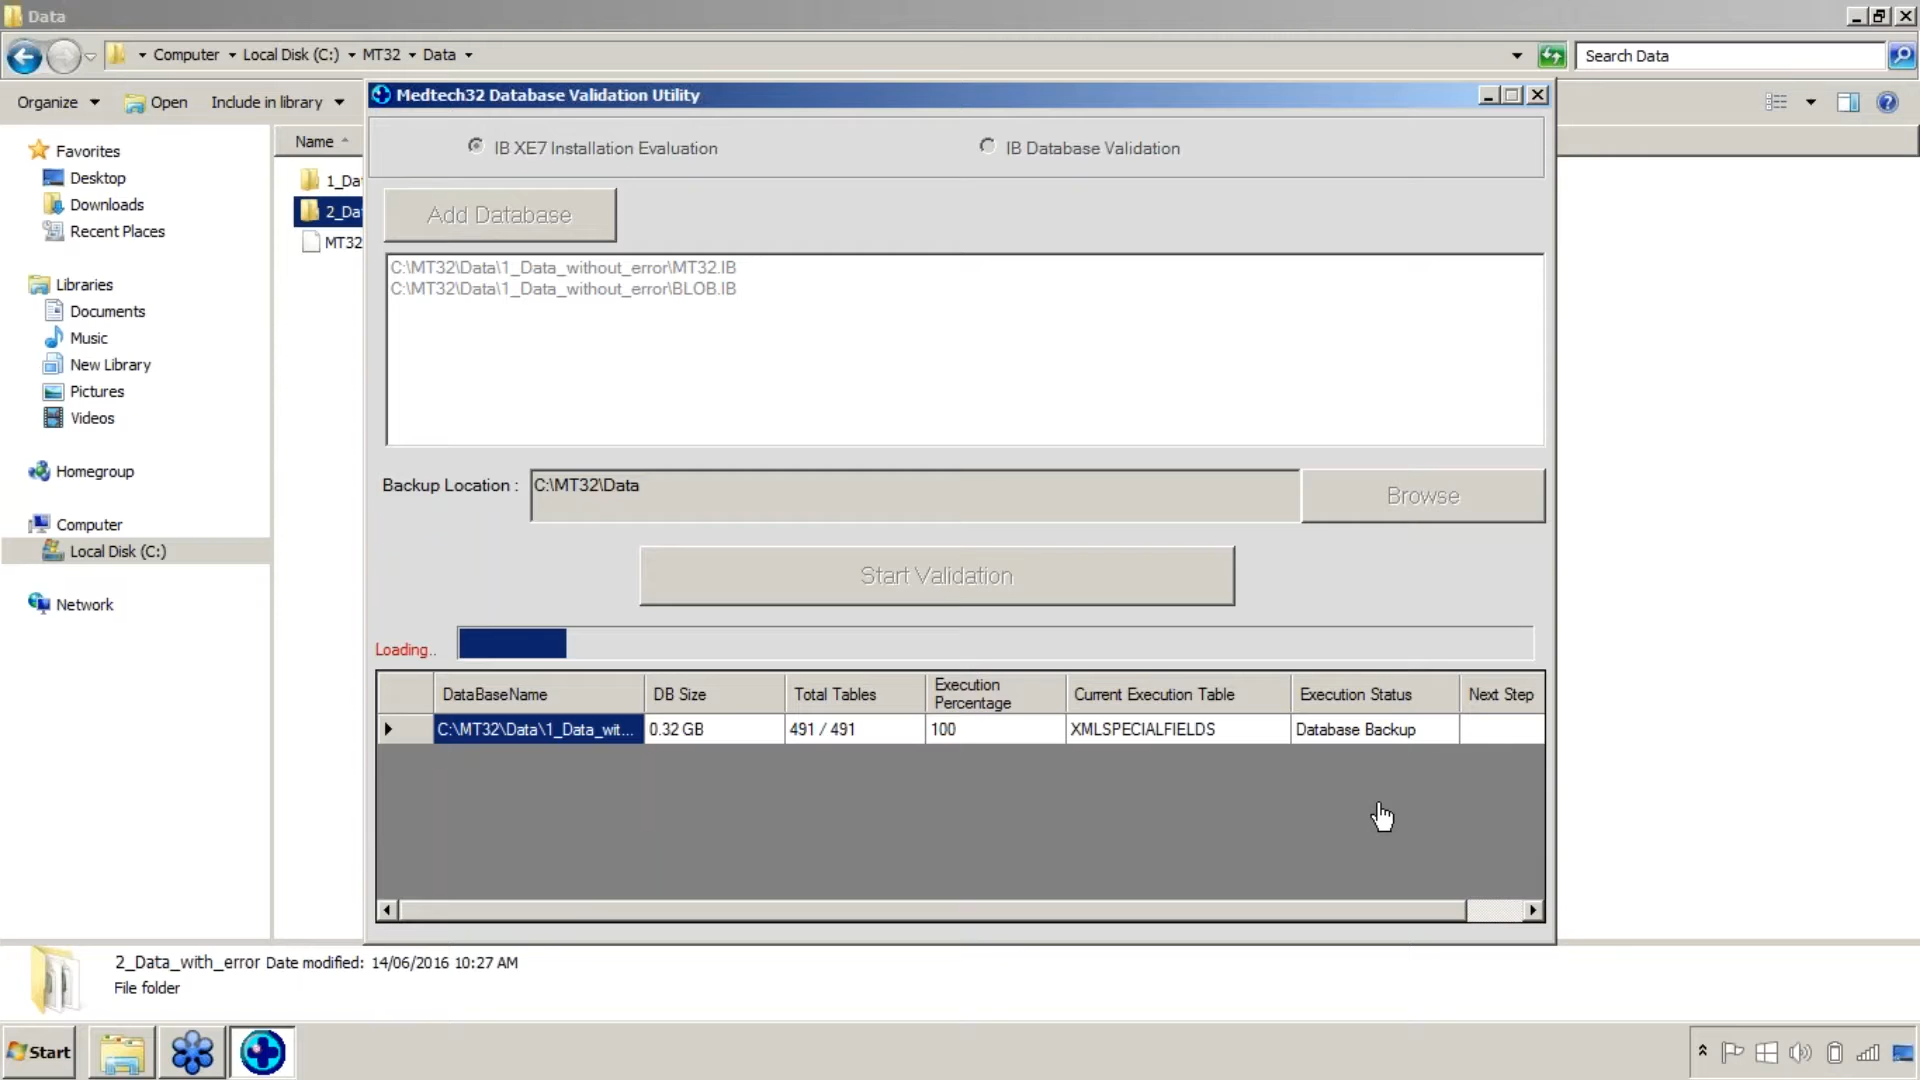 Data
Computer Local Disk (C:) MT32 Data
Search Data
Organize Open Include in library
Medtech32 Database Validation Utility
Favorites
Desktop
Downloads
Recent Places
Libraries
Documents
Music
New Library
Pictures
Videos
Homegroup
Computer
Local Disk (C:)
Network
Name
1_Da
2_Da
MT32
IB XE7 Installation Evaluation
IB Database Validation
Add Database
C:\MT32\Data\1_Data_without_error\MT32.IB
C:\MT32\Data\1_Data_without_error\BLOB.IB
Backup Location : C:\MT32\Data Browse
Start Validation
Loading..
DataBaseName DB Size Total Tables Execution Percentage Current Execution Table Execution Status Next Step
C:\MT32\Data\1_Data_wit... 0.32 GB 491 / 491 100 XMLSPECIALFIELDS Database Backup
2_Data_with_error Date modified: 14/06/2016 10:27 AM
File folder
Start